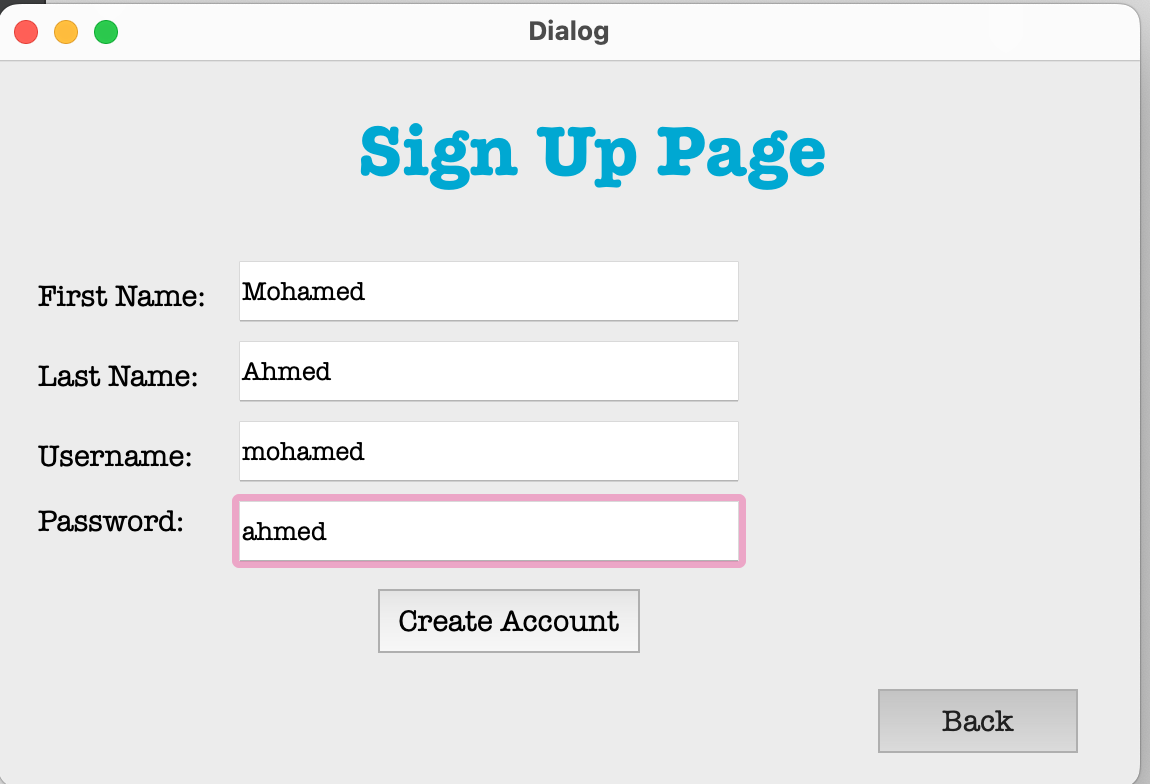 Dialog
Sign Up Page
First Name: Mohamed
Last Name: Ahmed
Username: mohamed
Password: ahmed
Create Account
Back